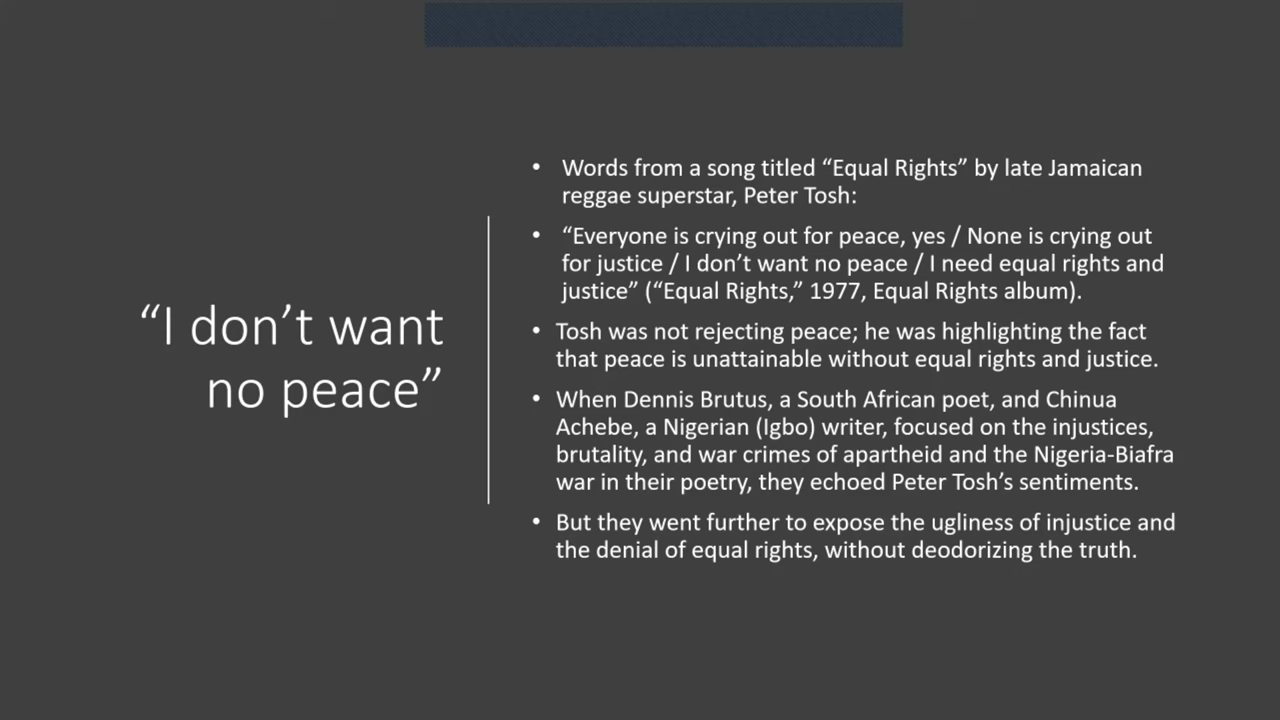 “I don’t want
no peace”
• Words from a song titled “Equal Rights” by late Jamaican
reggae superstar, Peter Tosh:
• “Everyone is crying out for peace, yes / None is crying out
for justice / I don’t want no peace / I need equal rights and
justice” (“Equal Rights,” 1977, Equal Rights album).
• Tosh was not rejecting peace; he was highlighting the fact
that peace is unattainable without equal rights and justice.
• When Dennis Brutus, a South African poet, and Chinua
Achebe, a Nigerian (Igbo) writer, focused on the injustices,
brutality, and war crimes of apartheid and the Nigeria-Biafra
war in their poetry, they echoed Peter Tosh’s sentiments.
• But they went further to expose the ugliness of injustice and
the denial of equal rights, without deodorizing the truth.